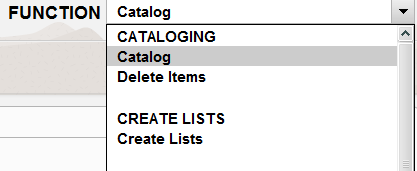 FUNCTION Catalog
CATALOGING
Catalog
Delete Items
CREATE LISTS
Create Lists